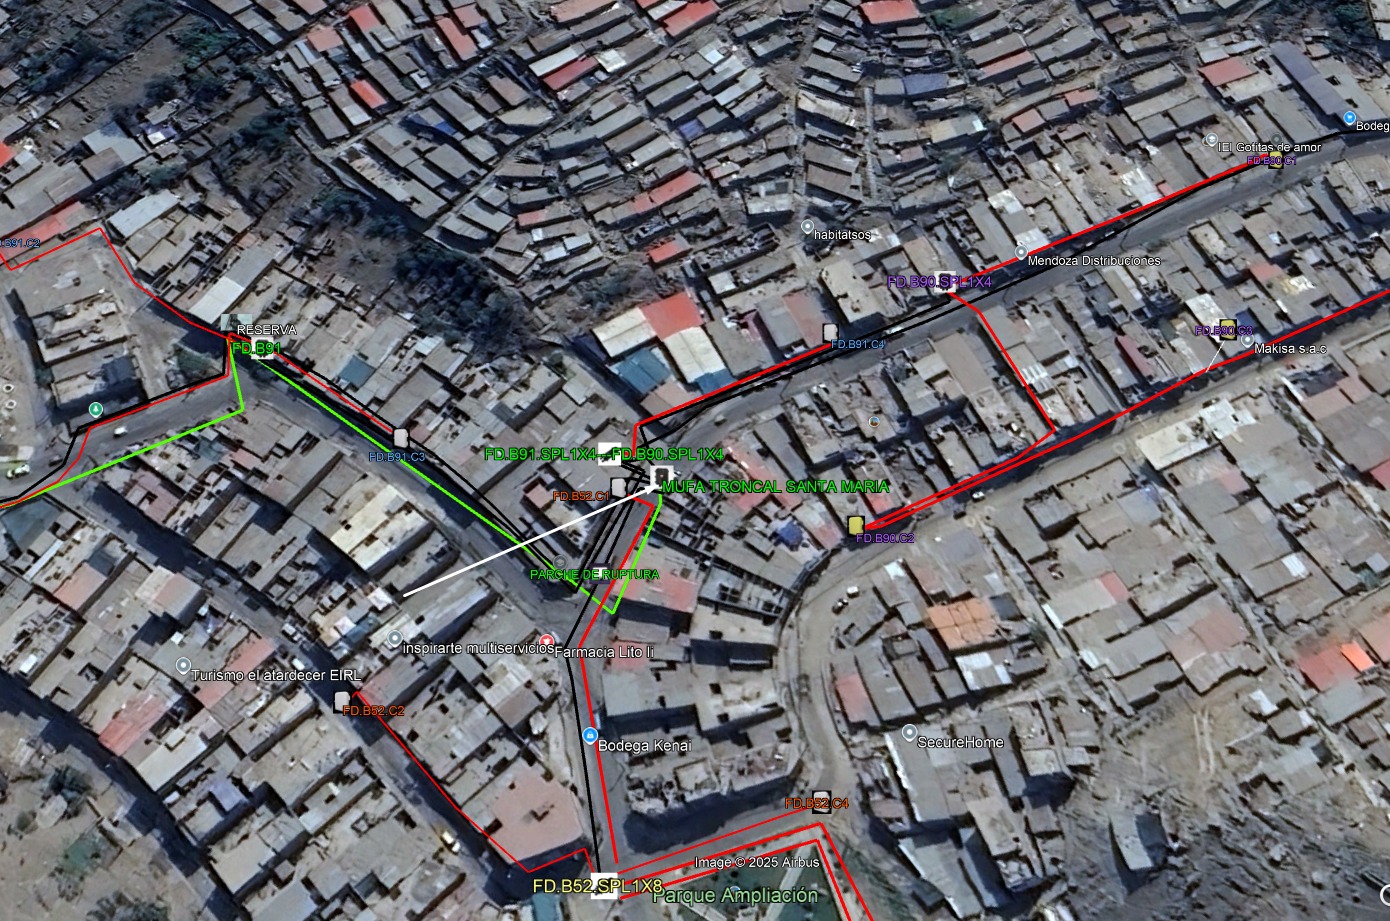 Bodeg
IEI Gotitas de amor
FD.B90.C1
habitatsos
.B91.C2
Mendoza Distribuciones
FD.B90.SPL1X4
RESERVA
FD.B91
FD.B91.C4
FD.B90.C3
Makisa s.a.c
FD.B91.C3
FD.B91.SPL1X4
FD.B90.SPL1X4
MUFA TRONCAL SANTA MARIA
FD.B52.C1
FD.B90.C2
PARCHE DE RUPTURA
inspirarte multiservicios
Farmacia Lito Ii
Turismo el atardecer EIRL
FD.B52.C2
Bodega Kenai
SecureHome
FD.B52.C4
Image © 2025 Airbus
FD.B52.SPL1X8
Parque Ampliación